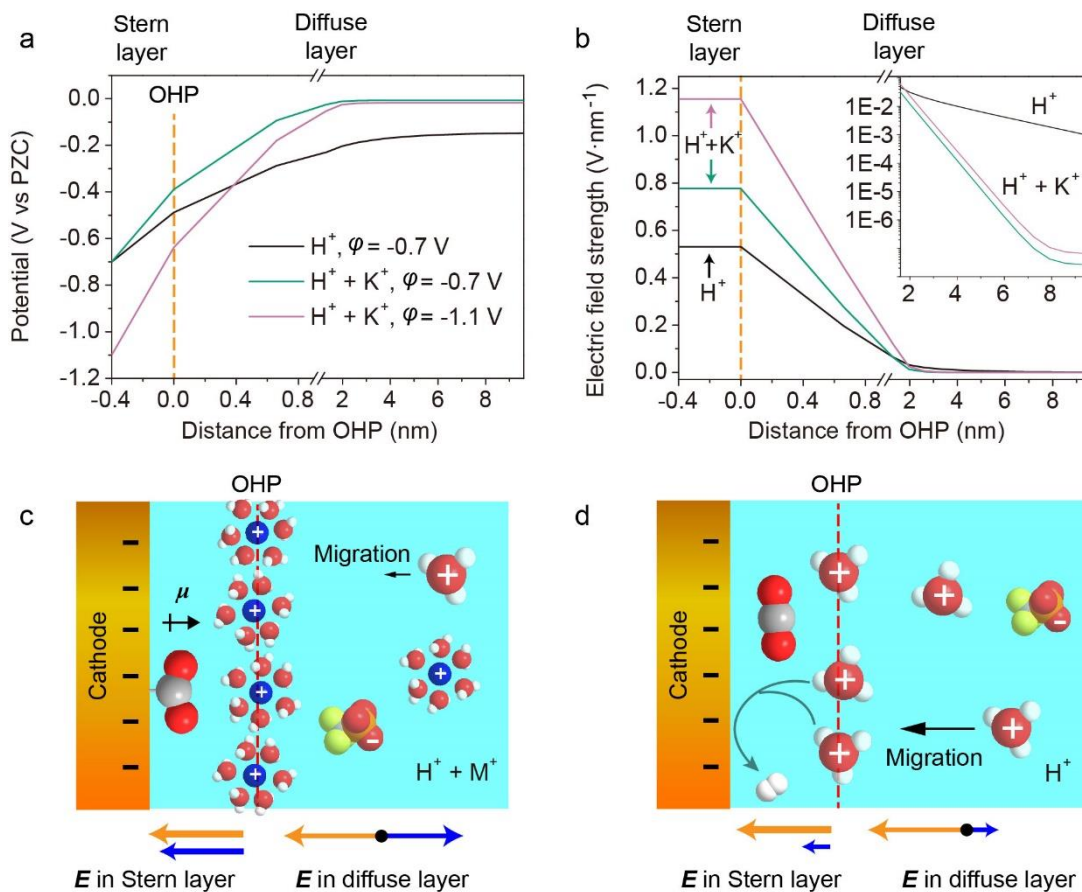 a
Stern
layer
Diffuse
layer
OHP
0.0
-0.2
-0.4
-0.6
-0.8
-1.0
-1.2
Potential (V vs PZC)
H⁺, φ = -0.7 V
H⁺ + K⁺, φ = -0.7 V
H⁺ + K⁺, φ = -1.1 V
-0.4 0.0 0.4 0.8 2 4 6 8
Distance from OHP (nm)
b
Stern
layer
Diffuse
layer
1.2
1.0
0.8
0.6
0.4
0.2
0.0
Electric field strength (V·nm⁻¹)
H⁺+K⁺
H⁺
1E-2
1E-3
1E-4
1E-5
1E-6
H⁺
H⁺ + K⁺
2 4 6 8
-0.4 0.0 0.4 0.8 2 4 6 8
Distance from OHP (nm)
c
OHP
Cathode
μ
Migration
H⁺ + M⁺
E in Stern layer
E in diffuse layer
d
OHP
Cathode
Migration
H⁺
E in Stern layer
E in diffuse layer